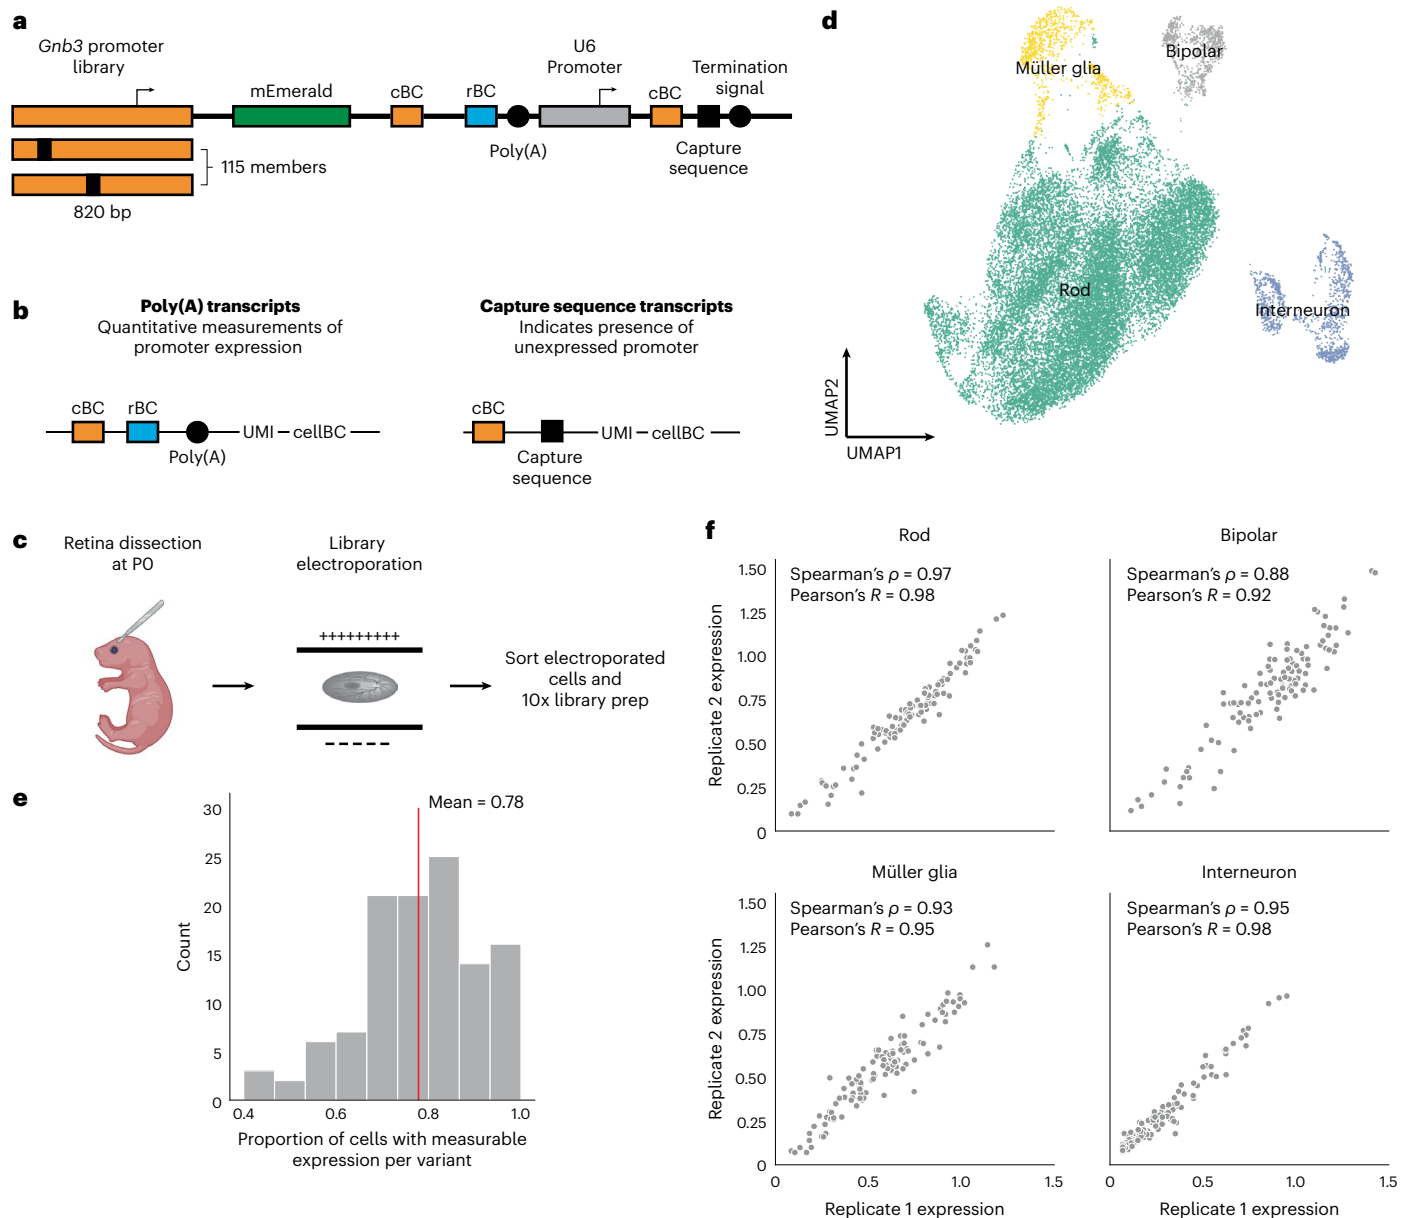 a
Gnb3 promoter
library
mEmerald
cBC
rBC
Poly(A)
U6
Promoter
cBC
Termination
signal
Capture
sequence
115 members
820 bp
b
Poly(A) transcripts
Quantitative measurements of
promoter expression
cBC
rBC
Poly(A)
UMI
cellBC
Capture sequence transcripts
Indicates presence of
unexpressed promoter
cBC
Capture
sequence
UMI
cellBC
c
Retina dissection
at P0
Library
electroporation
+++++++++
– – – – – –
Sort electroporated
cells and
10x library prep
d
Müller glia
Bipolar
Rod
Interneuron
UMAP2
UMAP1
e
Mean = 0.78
Count
30
25
20
15
10
5
0
0.4
0.6
0.8
1.0
Proportion of cells with measurable
expression per variant
f
Rod
Spearman's ρ = 0.97
Pearson's R = 0.98
Replicate 2 expression
1.50
1.25
1.00
0.75
0.50
0.25
0
Bipolar
Spearman's ρ = 0.88
Pearson's R = 0.92
Müller glia
Spearman's ρ = 0.93
Pearson's R = 0.95
Replicate 2 expression
1.50
1.25
1.00
0.75
0.50
0.25
0
0
0.5
1.0
1.5
Replicate 1 expression
Interneuron
Spearman's ρ = 0.95
Pearson's R = 0.98
0
0.5
1.0
1.5
Replicate 1 expression